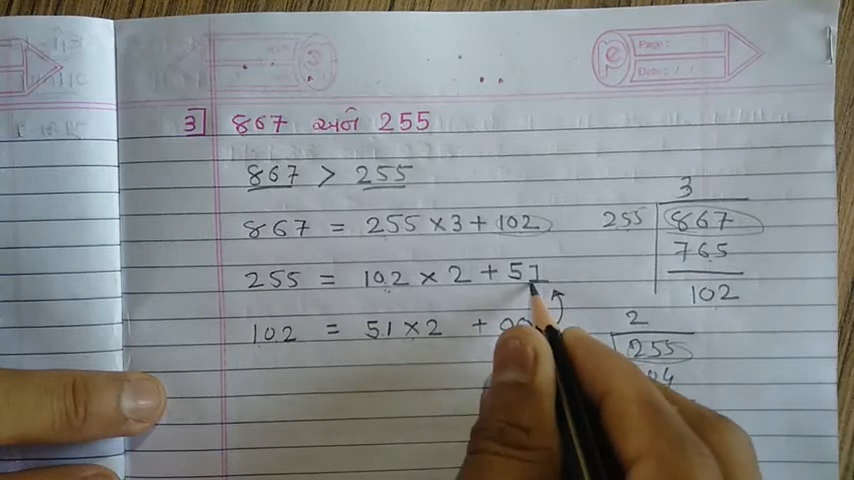 Page:
Date: / /
3 867 અને 255
867 > 255
867 = 255 × 3 + 102
255 = 102 × 2 + 51
102 = 51 × 2 + 00
3
255 867
765
102
2
255
04